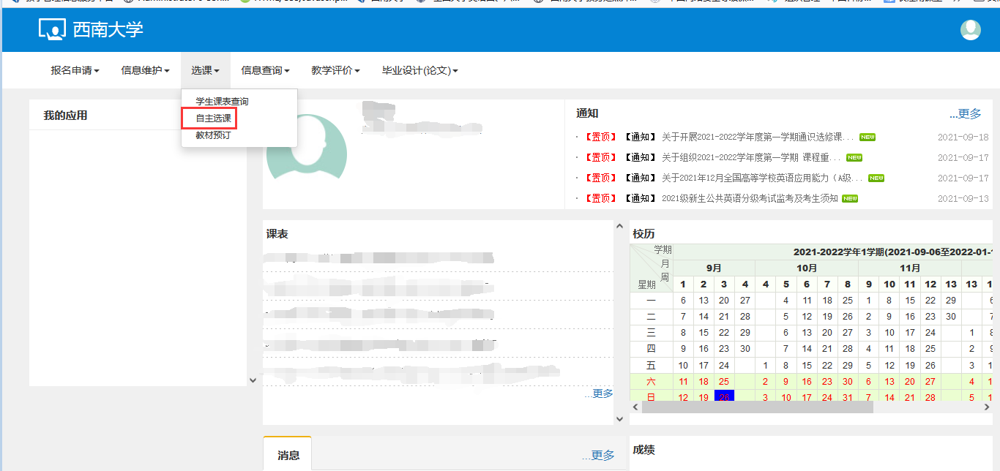 西南大学
报名申请 信息维护 选课 信息查询 教学评价 毕业设计(论文)
学生课表查询
自主选课
教材预订
我的应用
通知 ...更多
· 【置顶】 【通知】 关于开展2021-2022学年度第一学期通识选修课... NEW 2021-09-18
· 【置顶】 【通知】 关于组织2021-2022学年度第一学期 课程重... NEW 2021-09-17
· 【置顶】 【通知】 关于2021年12月全国高等学校英语应用能力（A级... NEW 2021-09-17
· 【置顶】 【通知】 2021级新生公共英语分级考试监考及考生须知 NEW 2021-09-13
课表
...更多
校历
学期 2021-2022学年1学期(2021-09-06至2022-01-1
月 9月 10月 11月
周
星期 1 2 3 4 4 5 6 7 8 9 10 11 12 13 13 1
一 6 13 20 27 4 11 18 25 1 8 15 22 29 6
二 7 14 21 28 5 12 19 26 2 9 16 23 30 7
三 8 15 22 29 6 13 20 27 3 10 17 24 1 8
四 9 16 23 30 7 14 21 28 4 11 18 25 2 9
五 10 17 24 1 8 15 22 29 5 12 19 26 3 1
六 11 18 25 2 9 16 23 30 6 13 20 27 4 1
日 12 19 26 3 10 17 24 31 7 14 21 28 5 1
消息 ...更多
成绩